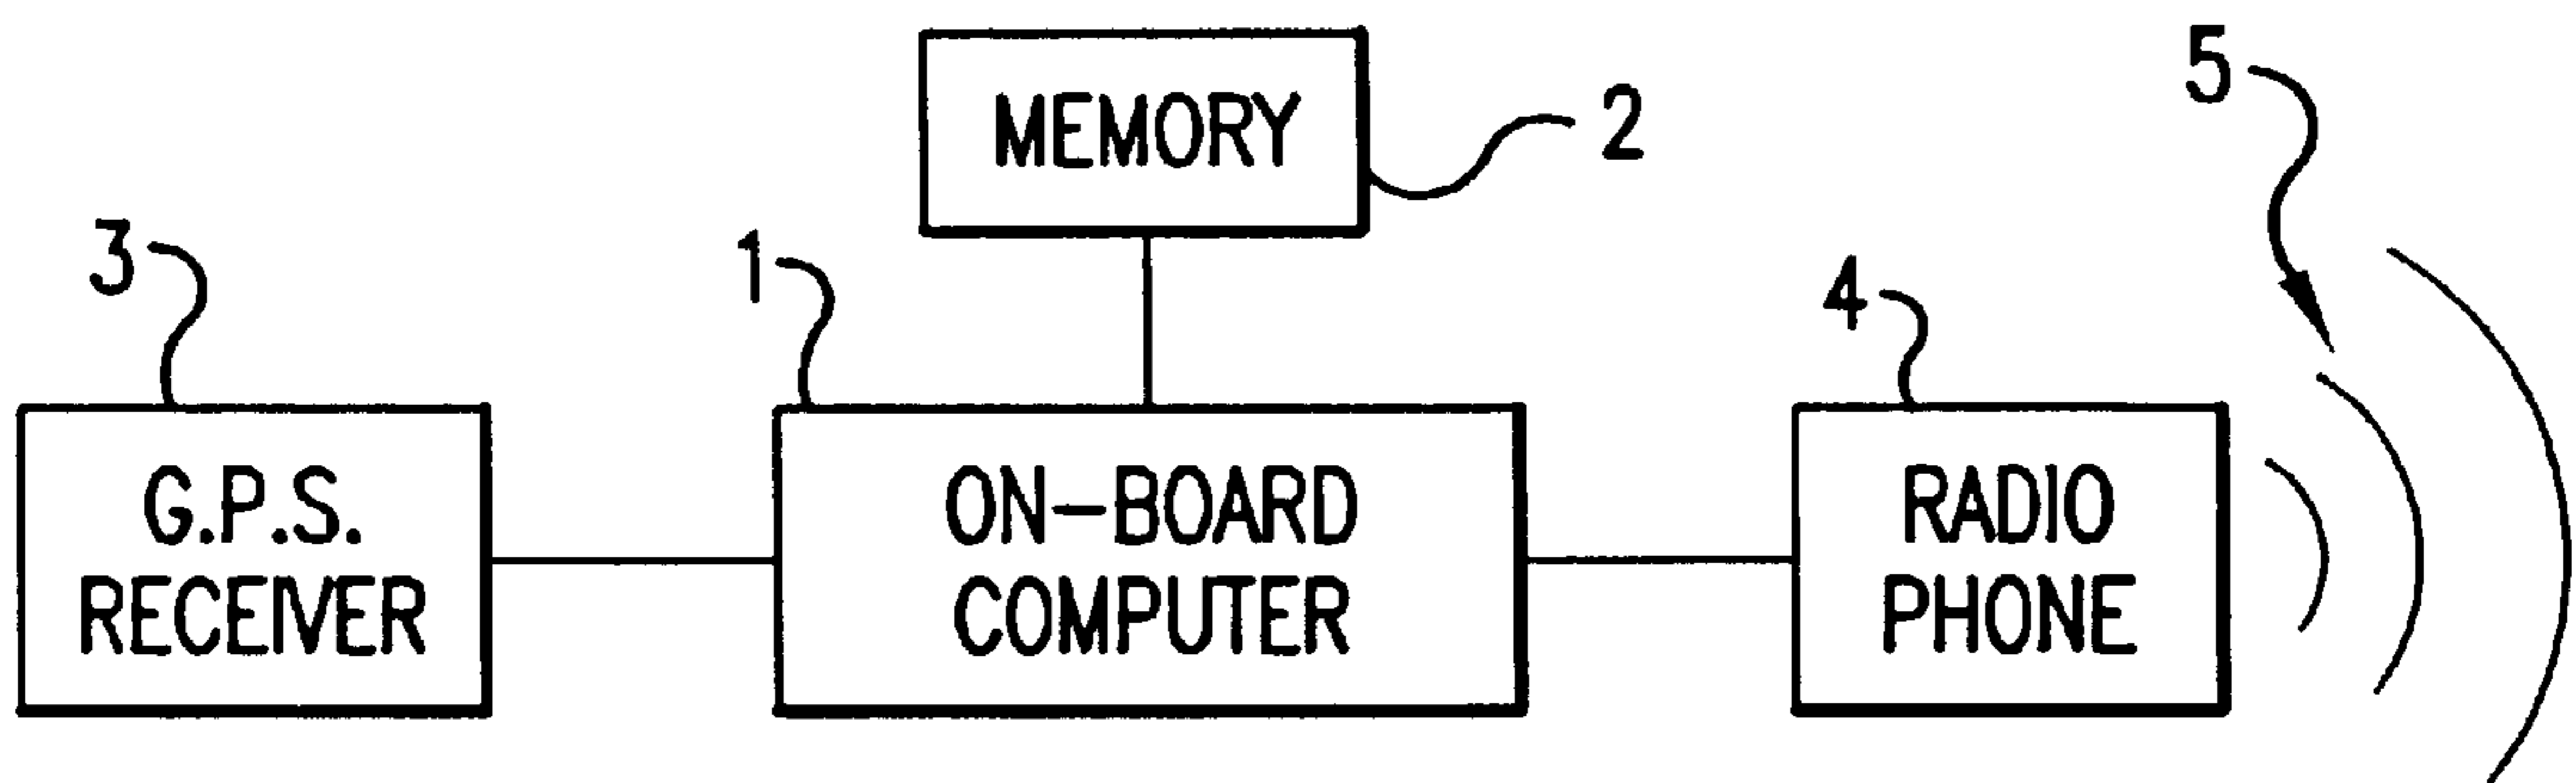 5
MEMORY
2
3
1
4
G.P.S.
RECEIVER
ON-BOARD
COMPUTER
RADIO
PHONE